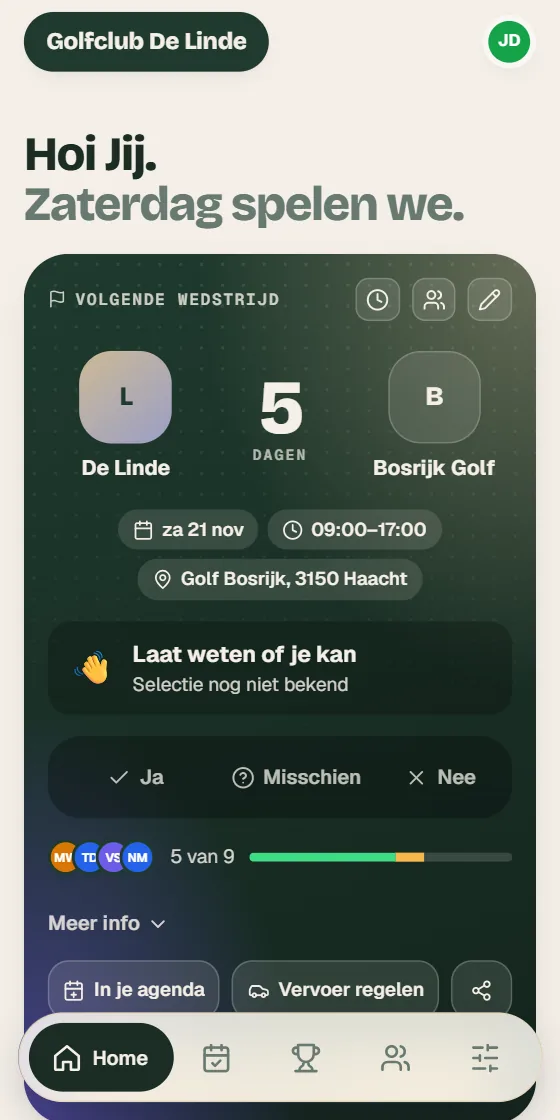 Golfclub De Linde
JD
Hoi Jij.
Zaterdag spelen we.
VOLGENDE WEDSTRIJD
L
5
B
DAGEN
De Linde
Bosrijk Golf
za 21 nov
09:00–17:00
Golf Bosrijk, 3150 Haacht
Laat weten of je kan
Selectie nog niet bekend
Ja
Misschien
Nee
TD
VS
NM
5 van 9
Meer info
In je agenda
Vervoer regelen
Home